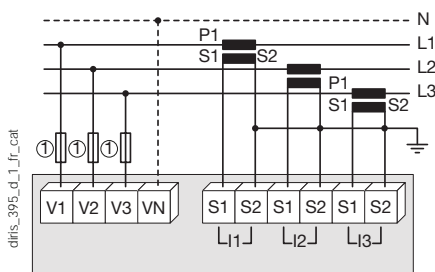 N
P1 L1
S1 S2
L2
P1
L3
S1 S2
① ① ①
V1 V2 V3 VN S1 S2 S1 S2 S1 S2
I1 I2 I3
diris_395_d_1_fr_cat